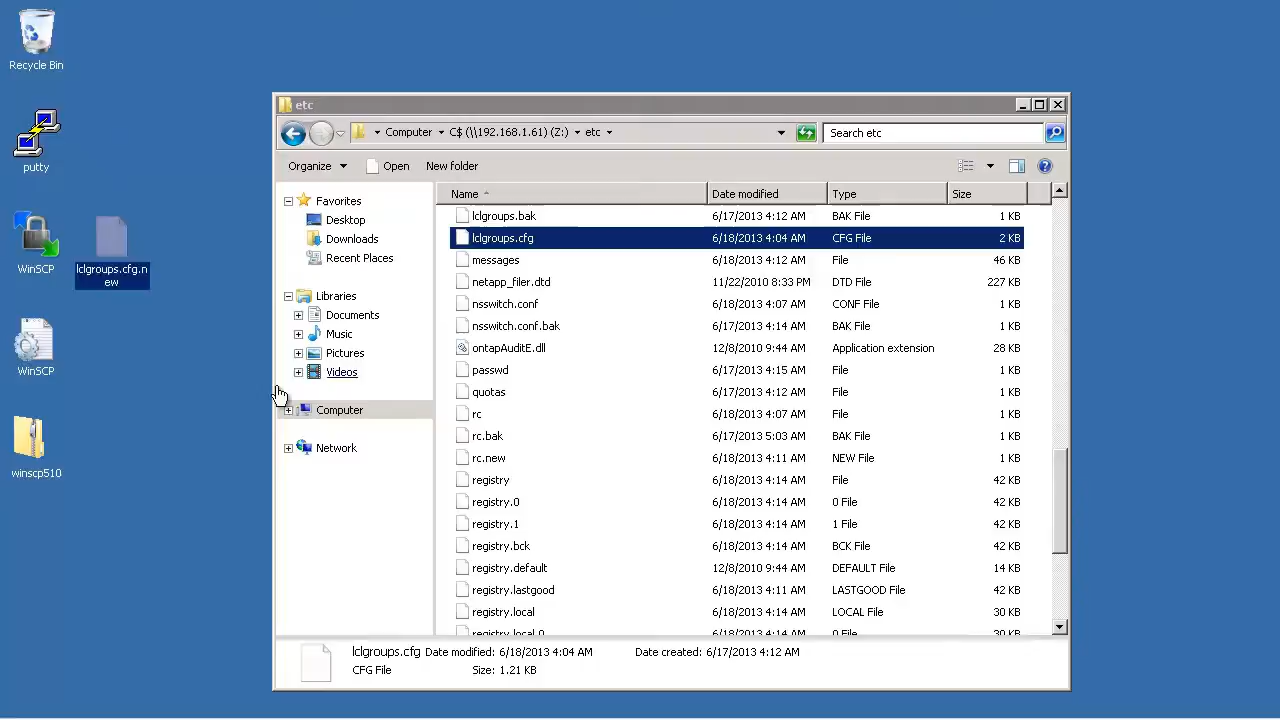 Recycle Bin
putty
WinSCP
lclgroups.cfg.n
ew
WinSCP
winscp510
etc
Computer
C$ (\\192.168.1.61) (Z:)
etc
Search etc
Organize
Open
New folder
Favorites
Desktop
Downloads
Recent Places
Libraries
Documents
Music
Pictures
Videos
Computer
Network
Name Date modified Type Size
lclgroups.bak 6/17/2013 4:12 AM BAK File 1 KB
lclgroups.cfg 6/18/2013 4:04 AM CFG File 2 KB
messages 6/18/2013 4:12 AM File 46 KB
netapp_filer.dtd 11/22/2010 8:33 PM DTD File 227 KB
nsswitch.conf 6/18/2013 4:07 AM CONF File 1 KB
nsswitch.conf.bak 6/17/2013 4:14 AM BAK File 1 KB
ontapAuditE.dll 12/8/2010 9:44 AM Application extension 28 KB
passwd 6/17/2013 4:15 AM File 1 KB
quotas 6/17/2013 4:12 AM File 1 KB
rc 6/18/2013 4:07 AM File 1 KB
rc.bak 6/17/2013 5:03 AM BAK File 1 KB
rc.new 6/18/2013 4:11 AM NEW File 1 KB
registry 6/18/2013 4:14 AM File 42 KB
registry.0 6/18/2013 4:14 AM 0 File 42 KB
registry.1 6/18/2013 4:14 AM 1 File 42 KB
registry.bck 6/18/2013 4:14 AM BCK File 42 KB
registry.default 12/8/2010 9:44 AM DEFAULT File 14 KB
registry.lastgood 6/18/2013 4:11 AM LASTGOOD File 42 KB
registry.local 6/18/2013 4:14 AM LOCAL File 30 KB
registry.local.0 6/18/2013 4:14 AM 0 File 30 KB
lclgroups.cfg Date modified: 6/18/2013 4:04 AM Date created: 6/17/2013 4:12 AM
CFG File Size: 1.21 KB